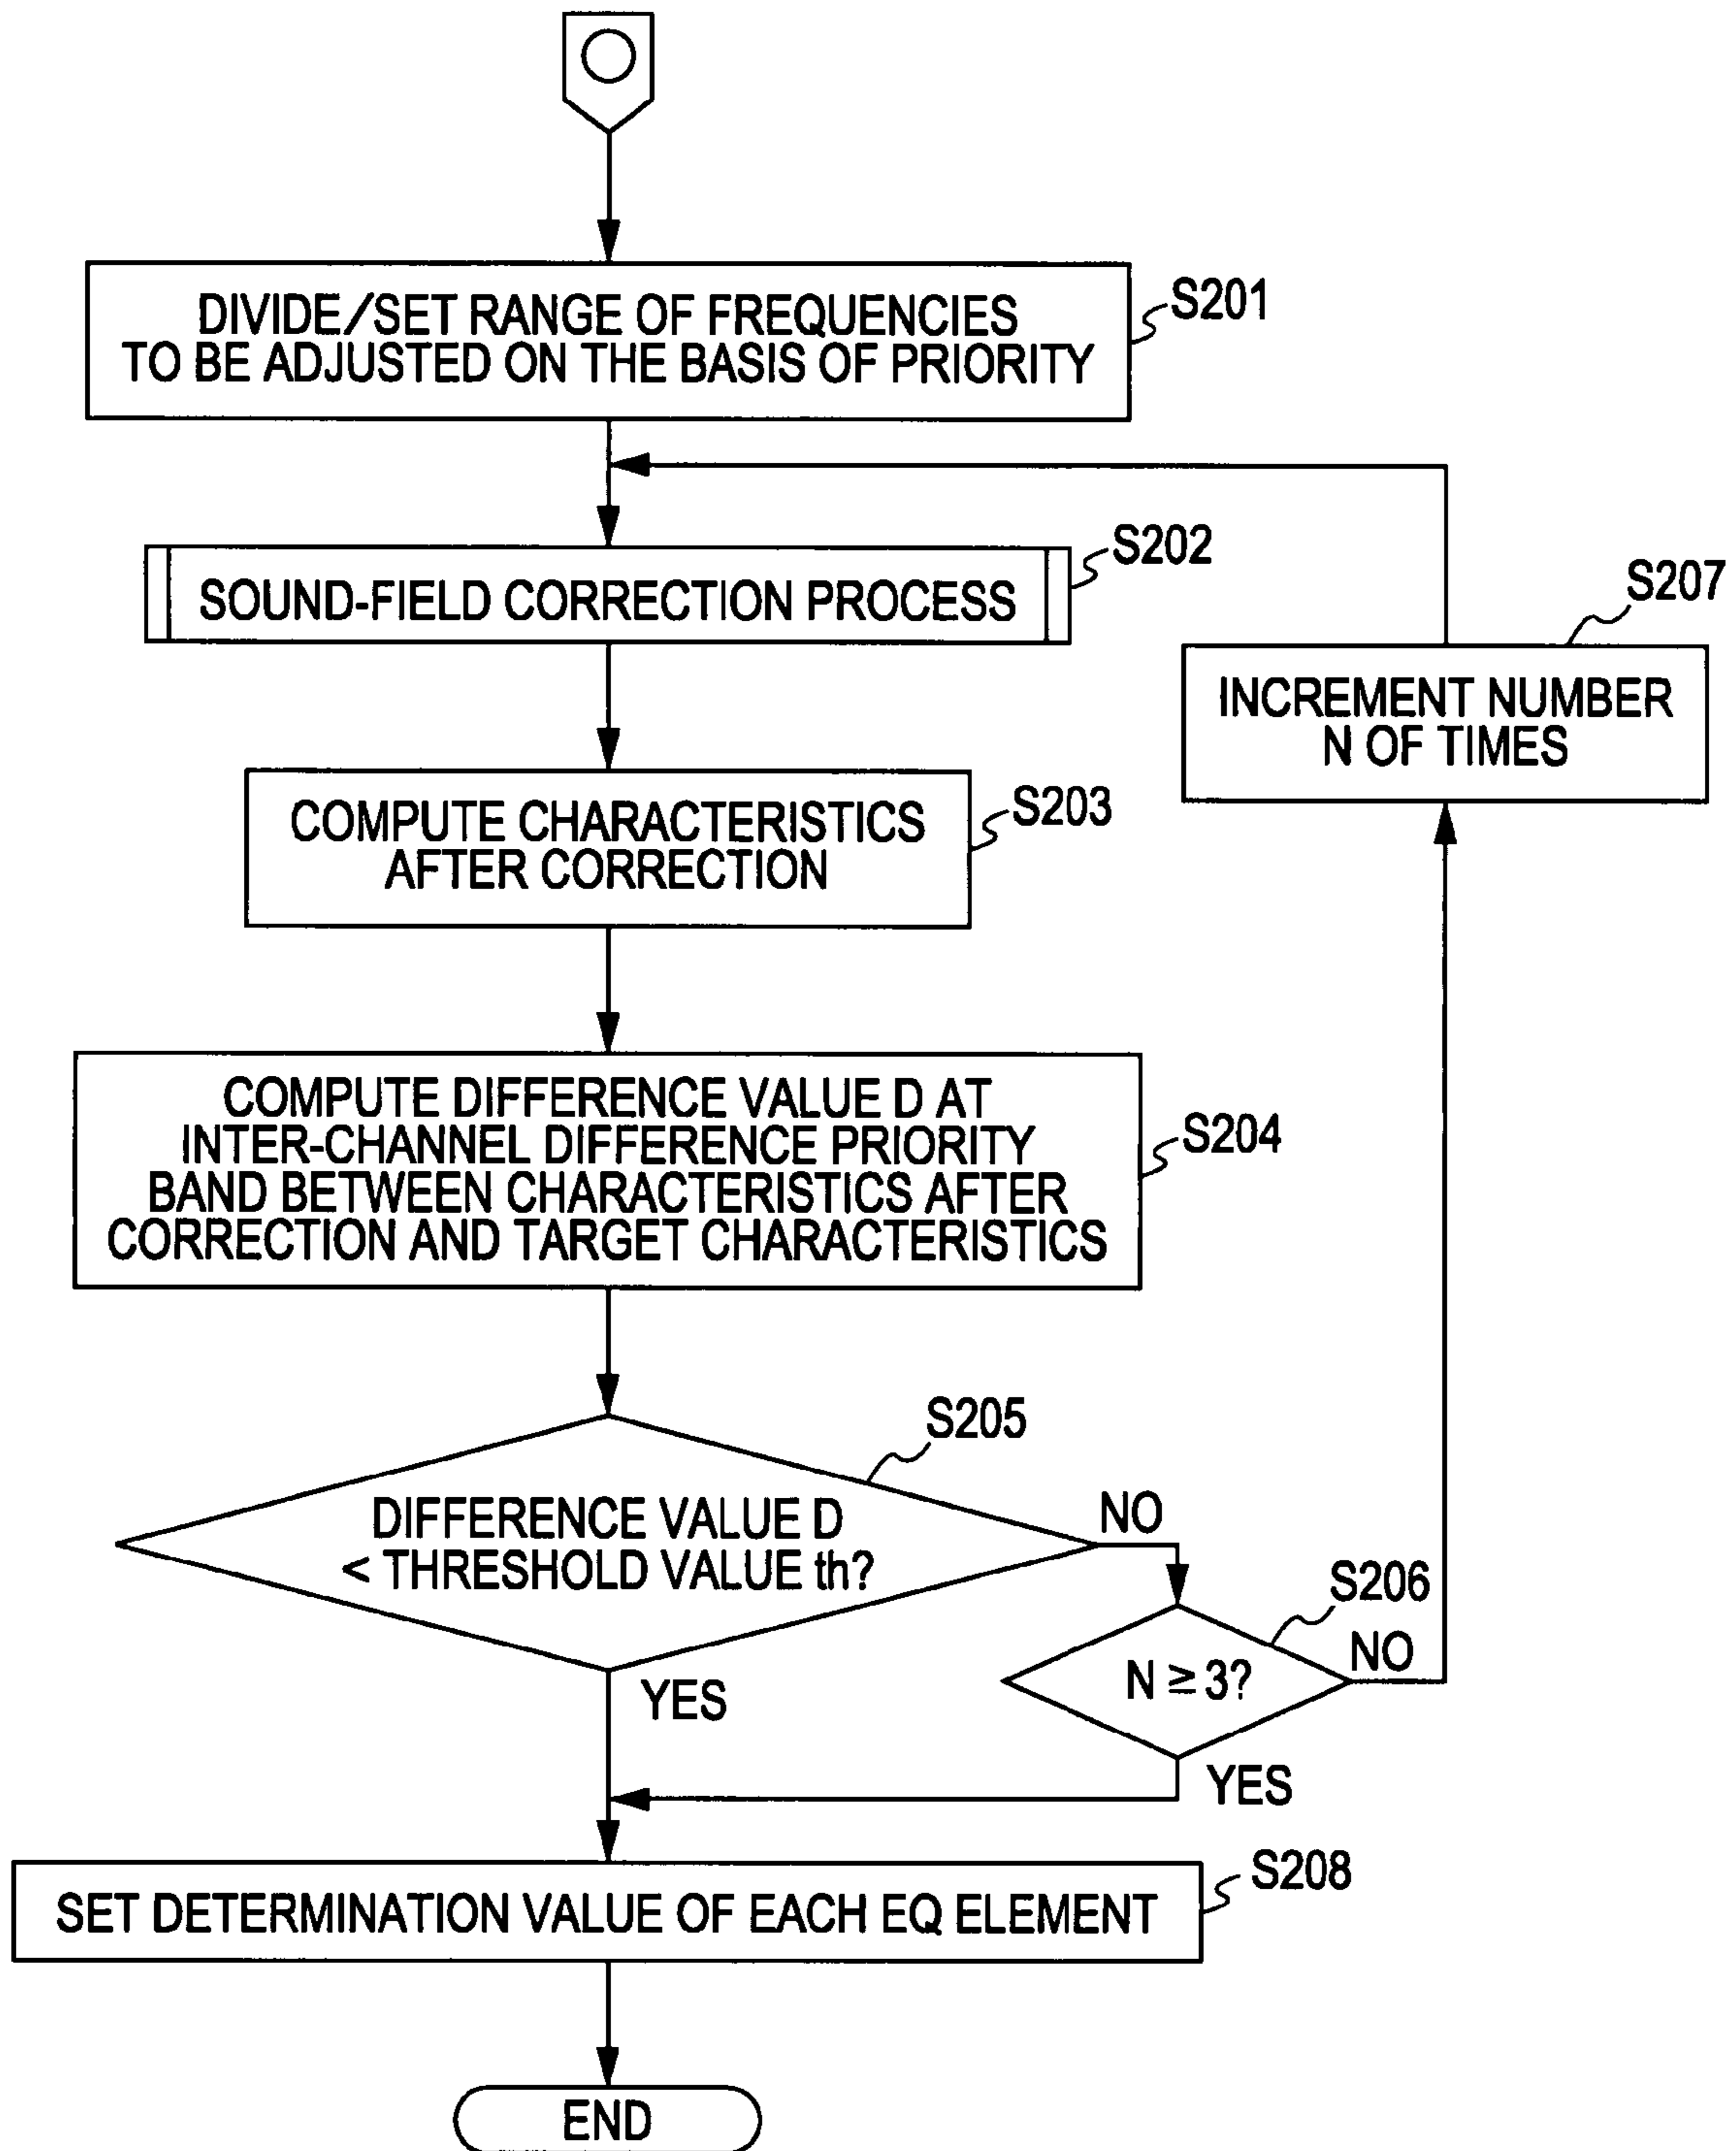 DIVIDE/SET RANGE OF FREQUENCIES
TO BE ADJUSTED ON THE BASIS OF PRIORITY
S201
SOUND-FIELD CORRECTION PROCESS
S202
S207
INCREMENT NUMBER
N OF TIMES
COMPUTE CHARACTERISTICS
AFTER CORRECTION
S203
COMPUTE DIFFERENCE VALUE D AT
INTER-CHANNEL DIFFERENCE PRIORITY
BAND BETWEEN CHARACTERISTICS AFTER
CORRECTION AND TARGET CHARACTERISTICS
S204
S205
DIFFERENCE VALUE D
< THRESHOLD VALUE th?
NO
YES
S206
N ≥ 3?
NO
YES
SET DETERMINATION VALUE OF EACH EQ ELEMENT
S208
END